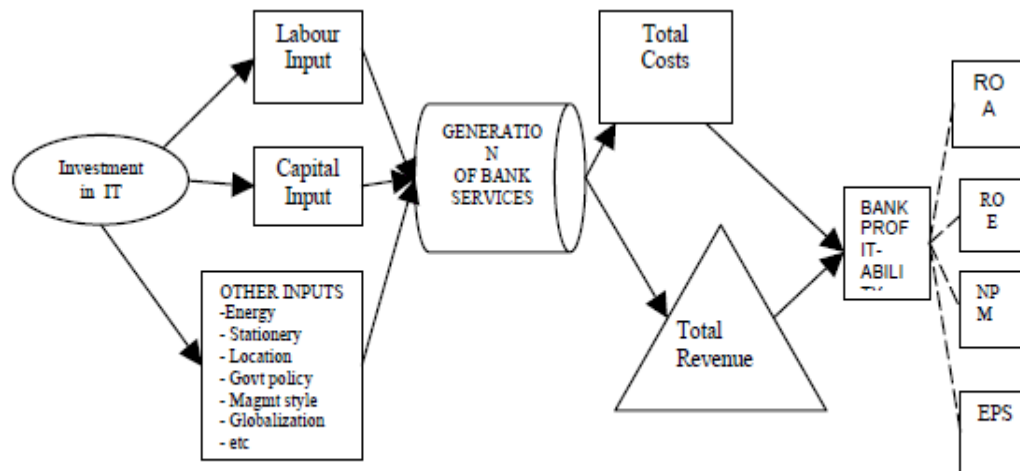 Labour
Input
Total
Costs
RO
A
Investment
in IT
Capital
Input
GENERATIO
N
OF BANK
SERVICES
BANK
PROF
IT-
ABILI
TY
RO
E
OTHER INPUTS
-Energy
- Stationery
- Location
- Govt policy
- Magmt style
- Globalization
- etc
Total
Revenue
NP
M
EPS